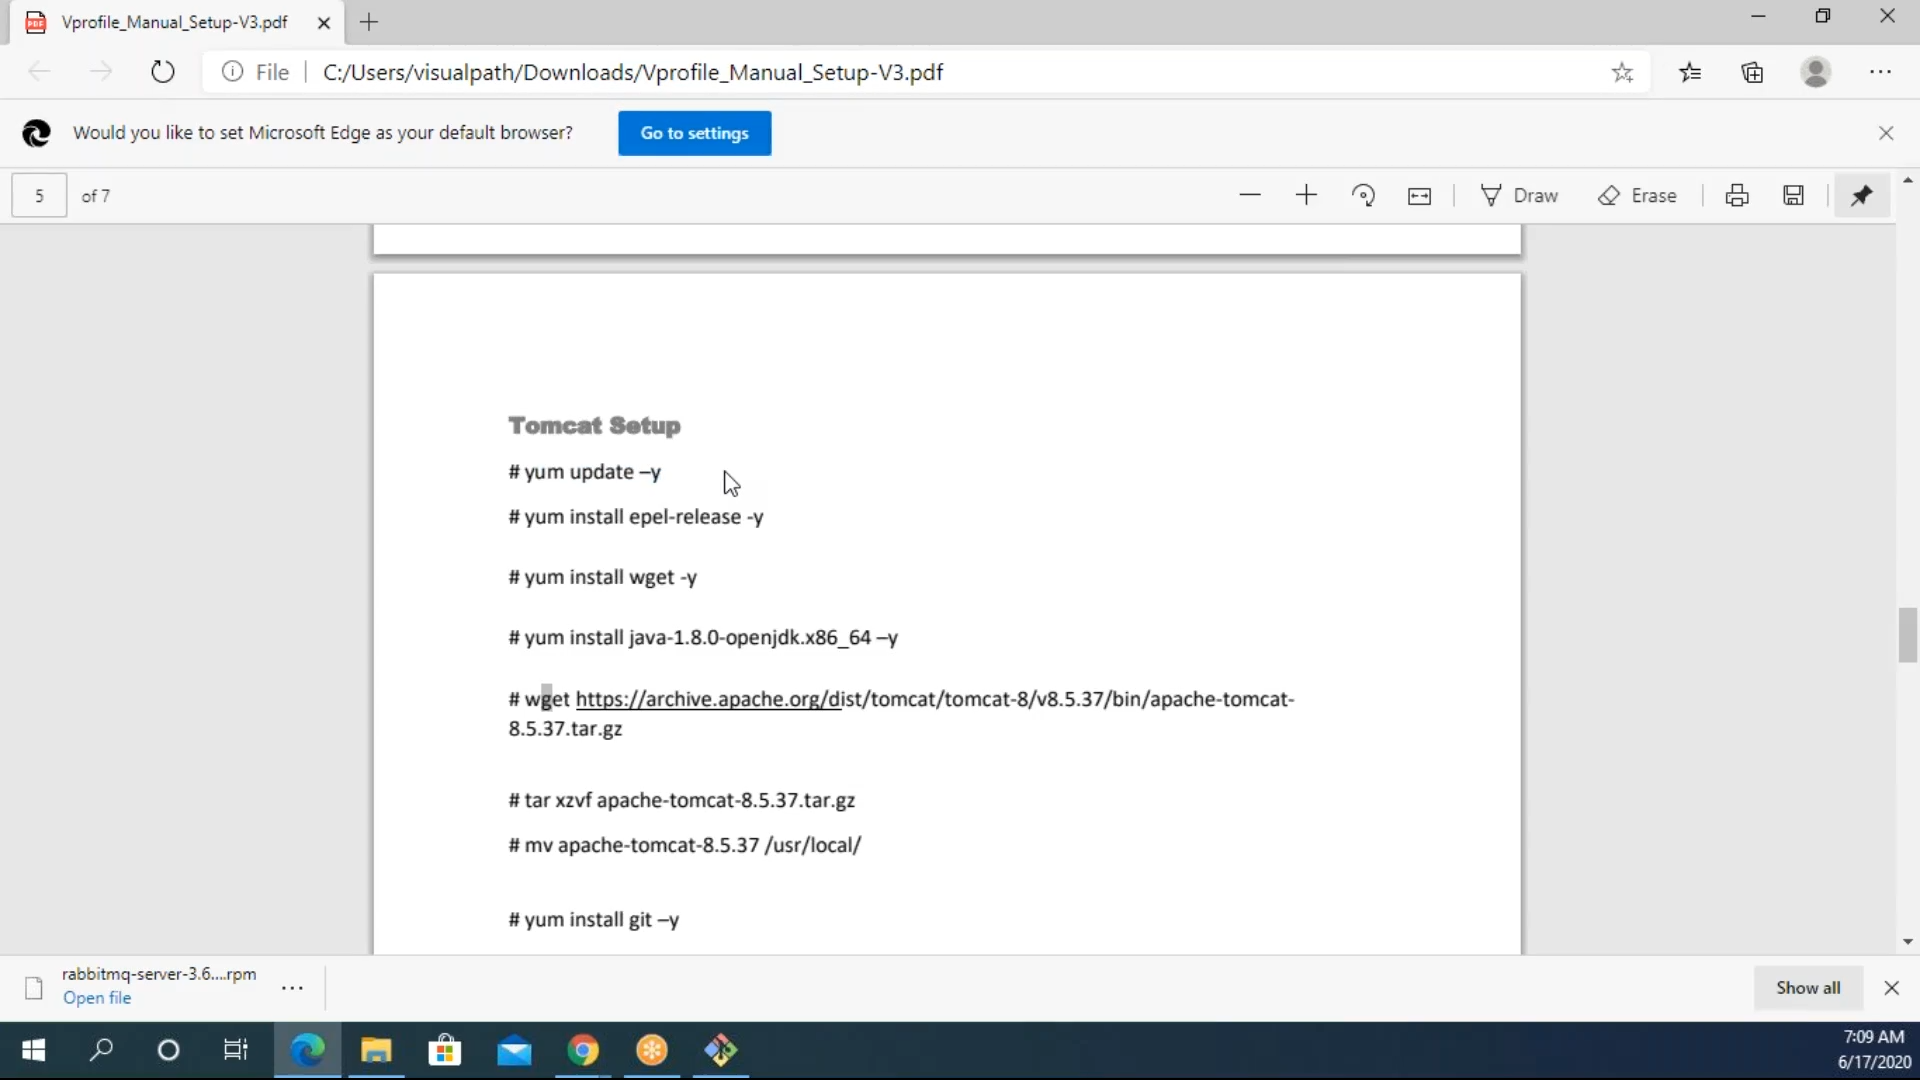 Vprofile_Manual_Setup-V3.pdf
File
C:/Users/visualpath/Downloads/Vprofile_Manual_Setup-V3.pdf
Would you like to set Microsoft Edge as your default browser?
Go to settings
5 of 7
Draw
Erase
Tomcat Setup
# yum update –y
# yum install epel-release -y
# yum install wget -y
# yum install java-1.8.0-openjdk.x86_64 –y
# wget https://archive.apache.org/dist/tomcat/tomcat-8/v8.5.37/bin/apache-tomcat-
8.5.37.tar.gz
# tar xzvf apache-tomcat-8.5.37.tar.gz
# mv apache-tomcat-8.5.37 /usr/local/
# yum install git –y
rabbitmq-server-3.6....rpm
Open file
Show all
7:09 AM
6/17/2020